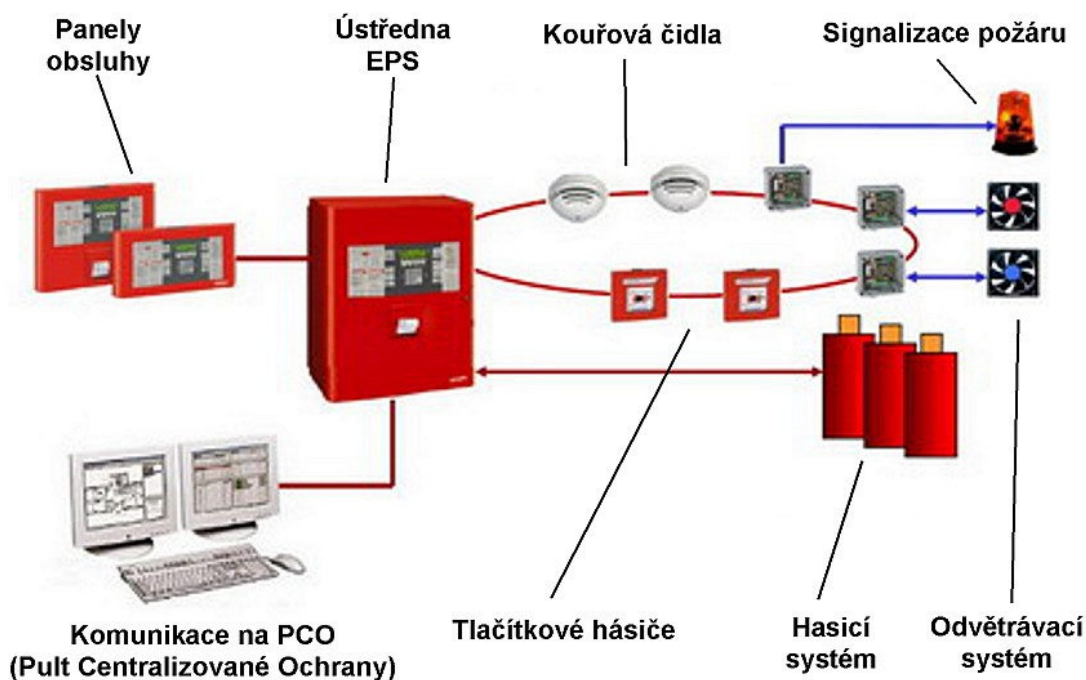 Panely
obsluhy
Ústředna
EPS
Kouřová čidla
Signalizace požáru
Tlačítkové hásiče
Hasicí
systém
Odvětrávací
systém
Komunikace na PCO
(Pult Centralizované Ochrany)